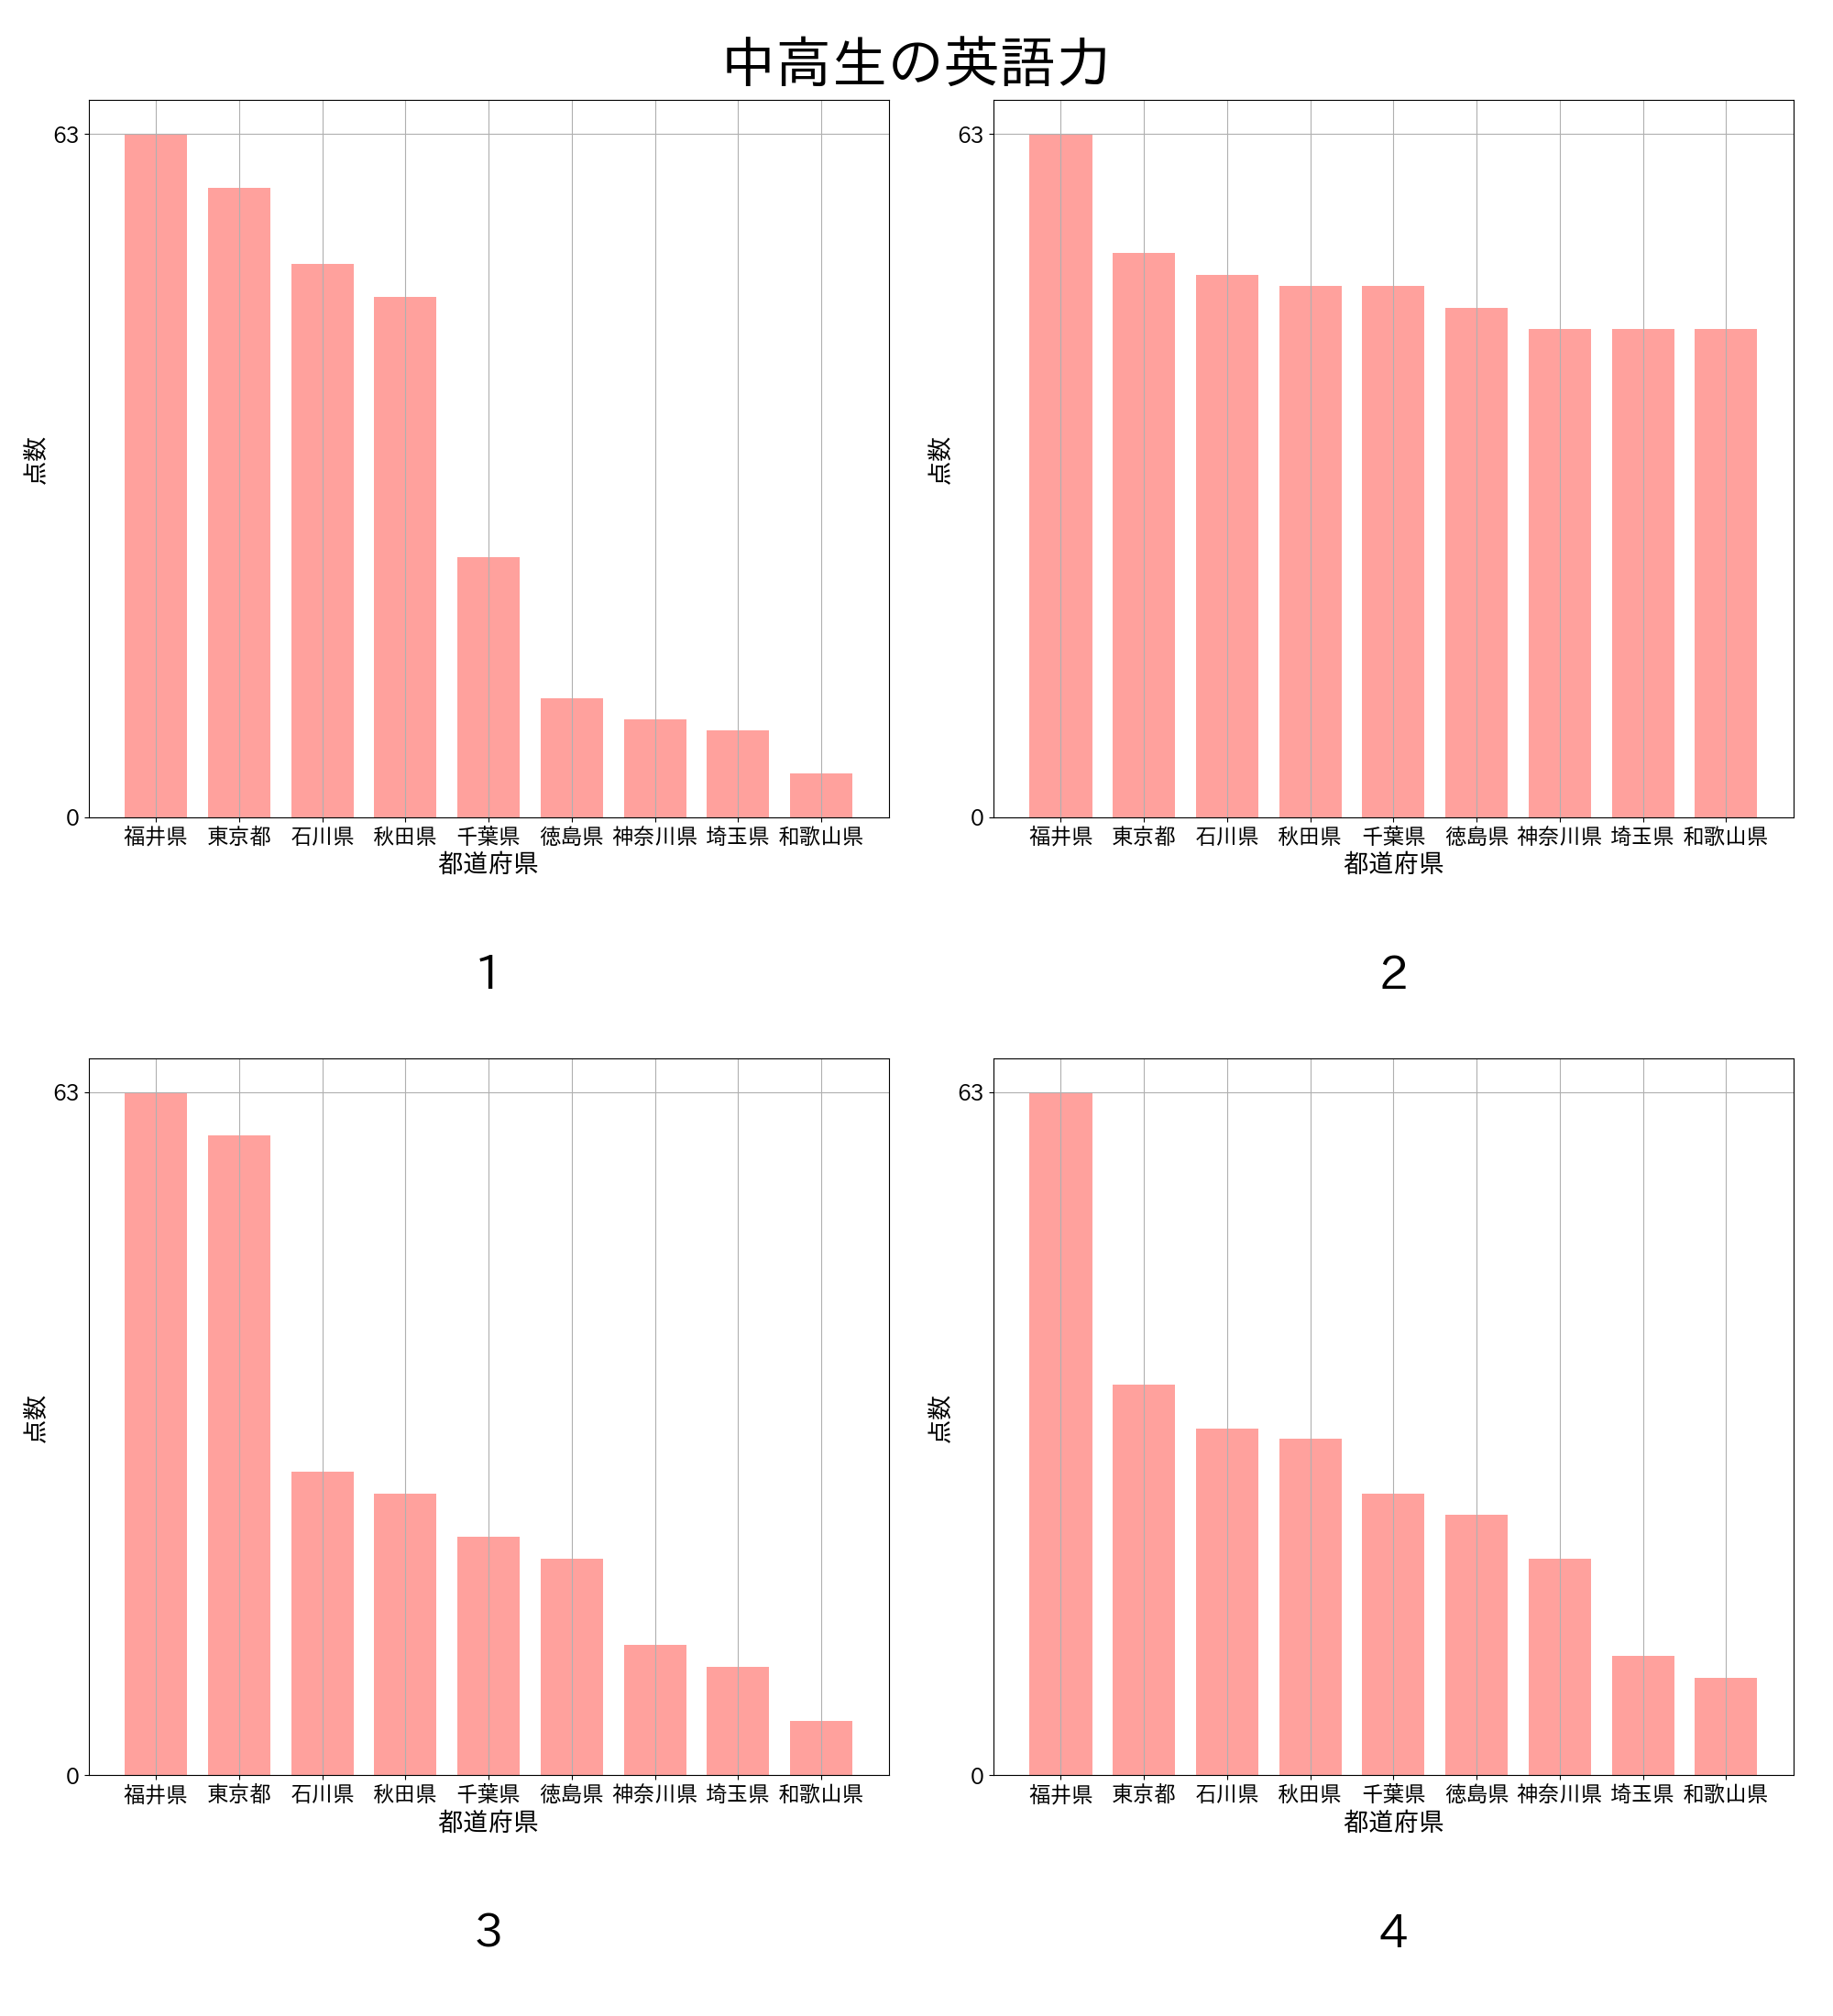 中高生の英語力
63
0
点数
福井県 東京都 石川県 秋田県 千葉県 徳島県 神奈川県 埼玉県 和歌山県
都道府県
1
63
0
点数
福井県 東京都 石川県 秋田県 千葉県 徳島県 神奈川県 埼玉県 和歌山県
都道府県
2
63
0
点数
福井県 東京都 石川県 秋田県 千葉県 徳島県 神奈川県 埼玉県 和歌山県
都道府県
3
63
0
点数
福井県 東京都 石川県 秋田県 千葉県 徳島県 神奈川県 埼玉県 和歌山県
都道府県
4